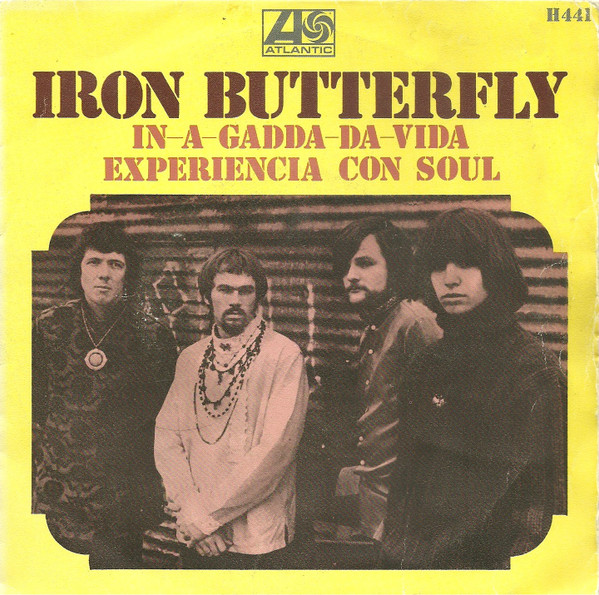 ATLANTIC
H441
IRON BUTTERFLY
IN-A-GADDA-DA-VIDA
EXPERIENCIA CON SOUL